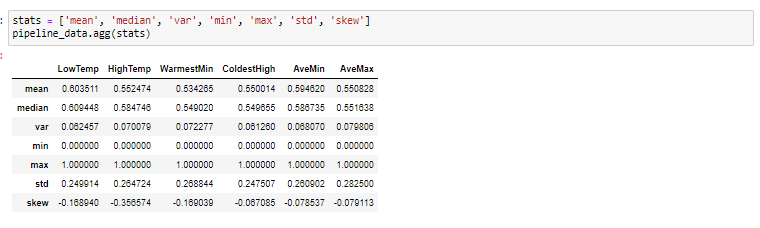 : stats = ['mean', 'median', 'var', 'min', 'max', 'std', 'skew']
pipeline_data.agg(stats)
:
LowTemp HighTemp WarmestMin ColdestHigh AveMin AveMax
mean 0.603511 0.552474 0.534265 0.550014 0.594620 0.550828
median 0.609448 0.584746 0.549020 0.549655 0.586735 0.551638
var 0.062457 0.070079 0.072277 0.061260 0.068070 0.079806
min 0.000000 0.000000 0.000000 0.000000 0.000000 0.000000
max 1.000000 1.000000 1.000000 1.000000 1.000000 1.000000
std 0.249914 0.264724 0.268844 0.247507 0.260902 0.282500
skew -0.168940 -0.356574 -0.169039 -0.067085 -0.078537 -0.079113